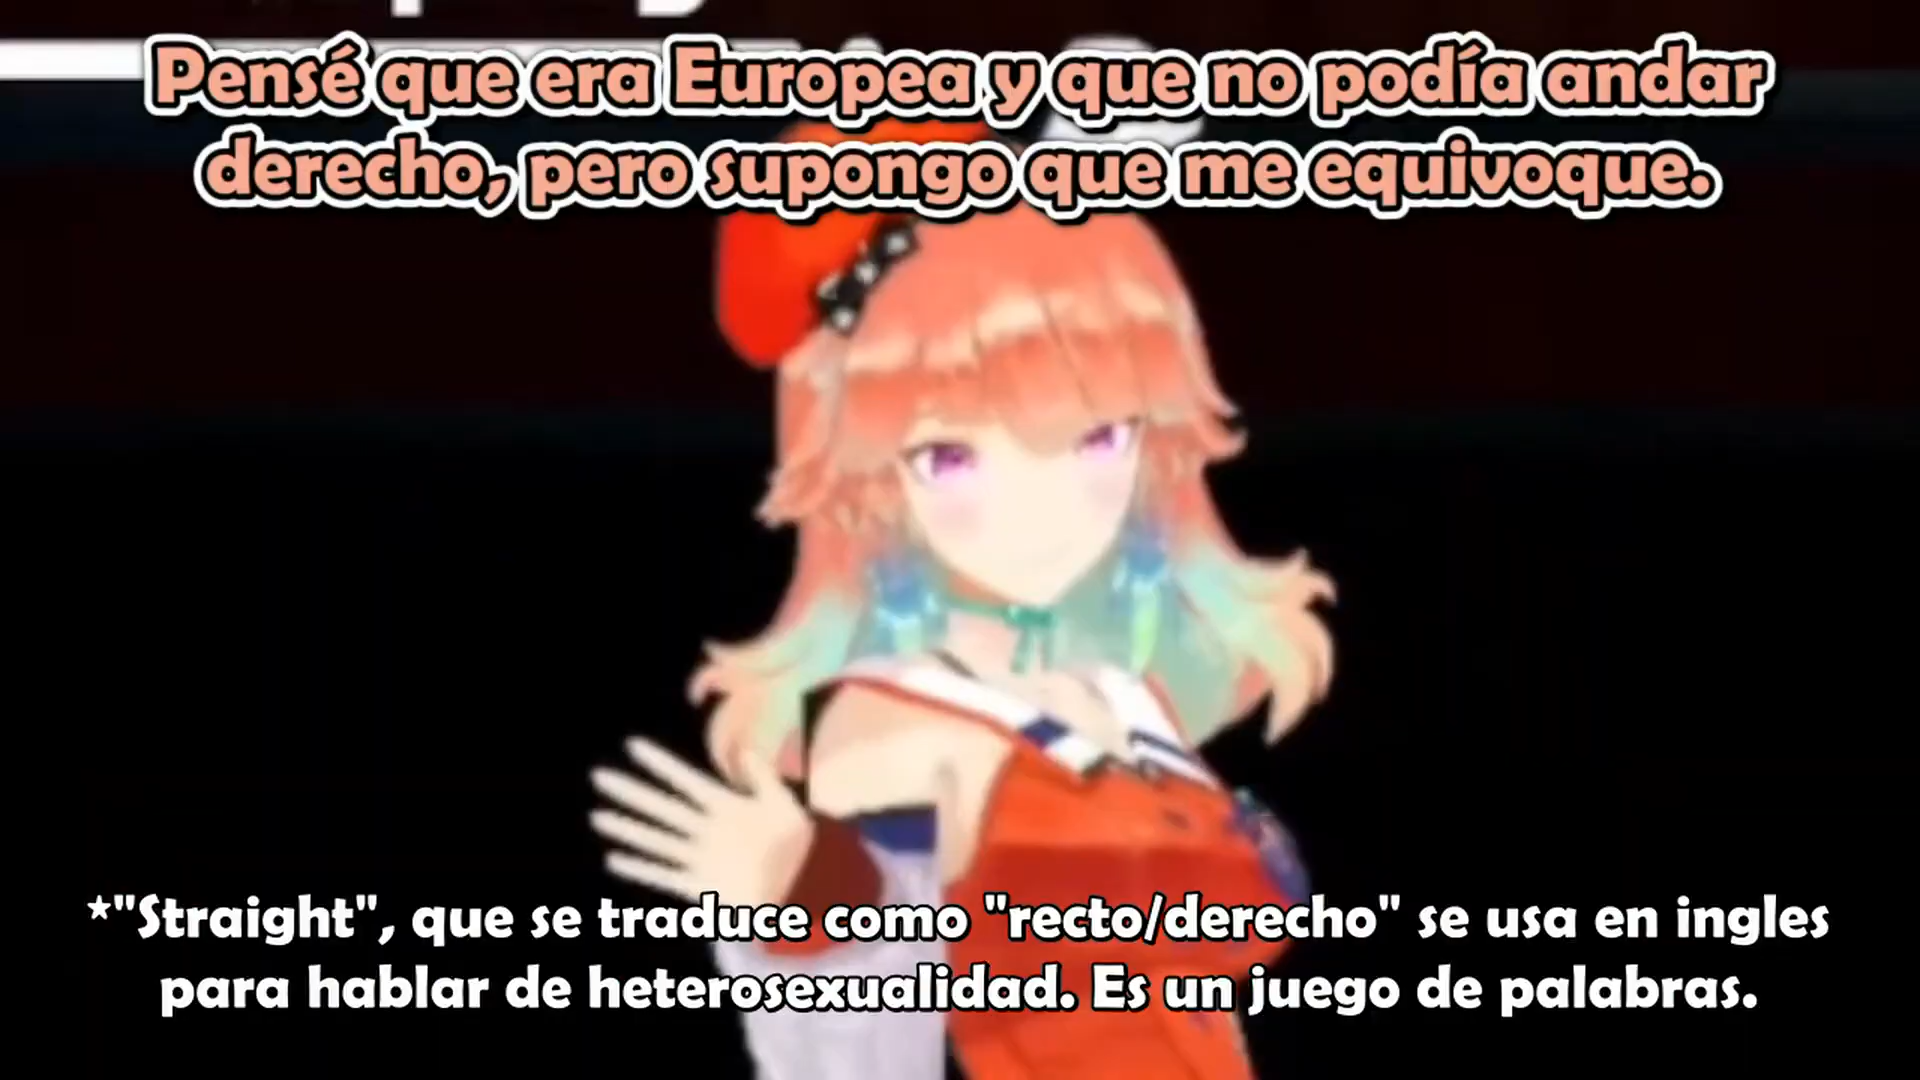 Pensé que era Europea y que no podía andar
derecho, pero supongo que me equivoque.
*"Straight", que se traduce como "recto/derecho" se usa en ingles
para hablar de heterosexualidad. Es un juego de palabras.